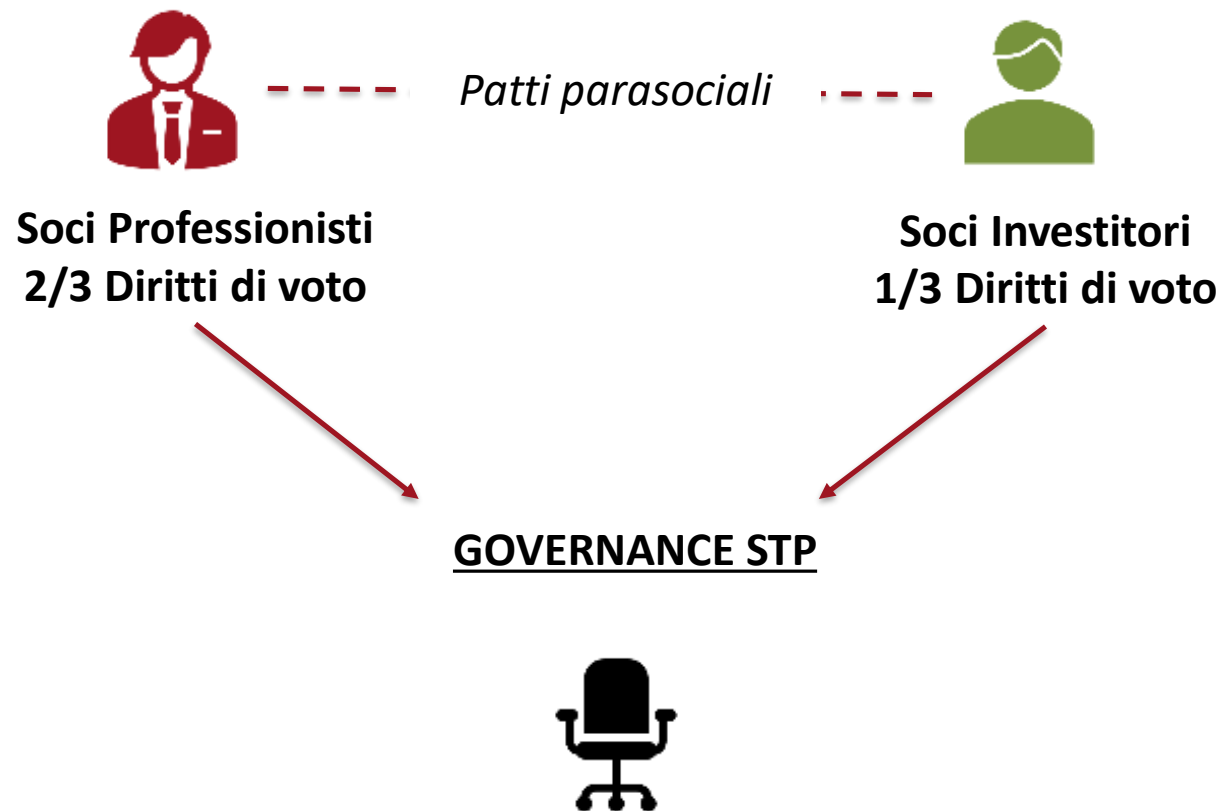 Patti parasociali
Soci Professionisti
2/3 Diritti di voto
Soci Investitori
1/3 Diritti di voto
GOVERNANCE STP